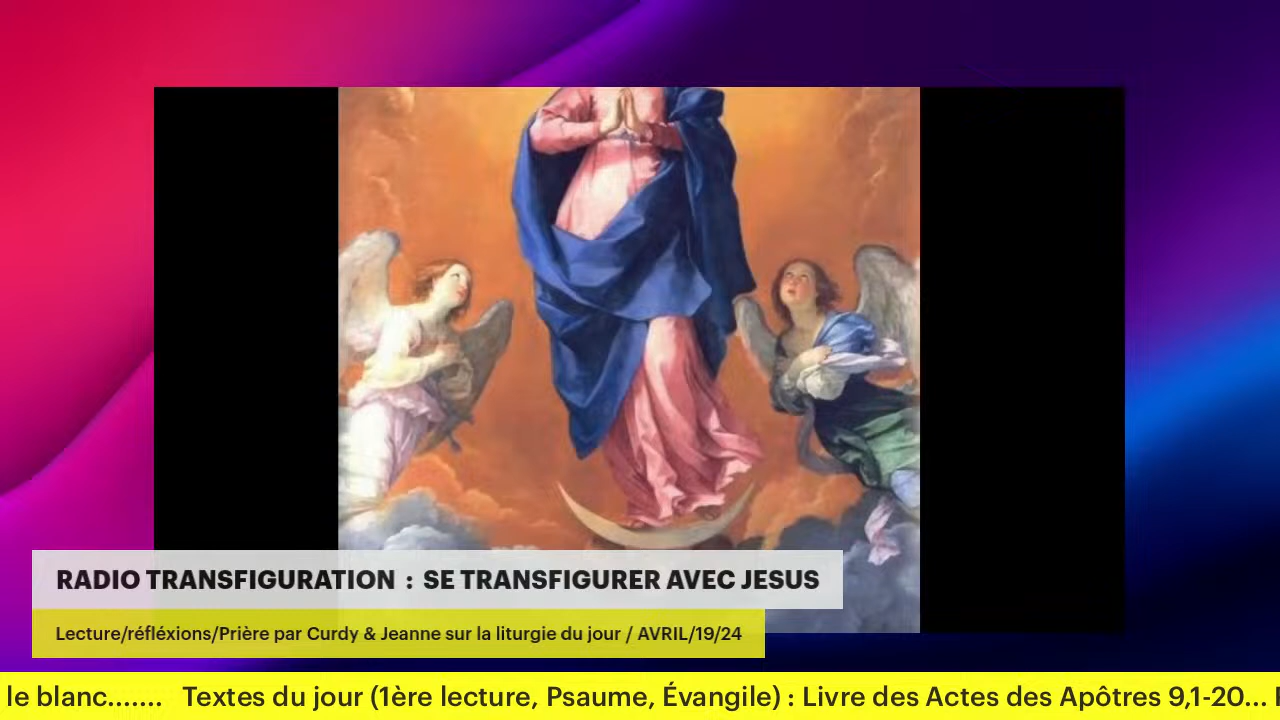 RADIO TRANSFIGURATION : SE TRANSFIGURER AVEC JESUS
Lecture/réfléxions/Prière par Curdy & Jeanne sur la liturgie du jour / AVRIL/19/24
le blanc....... Textes du jour (1ère lecture, Psaume, Évangile) : Livre des Actes des Apôtres 9,1-20...